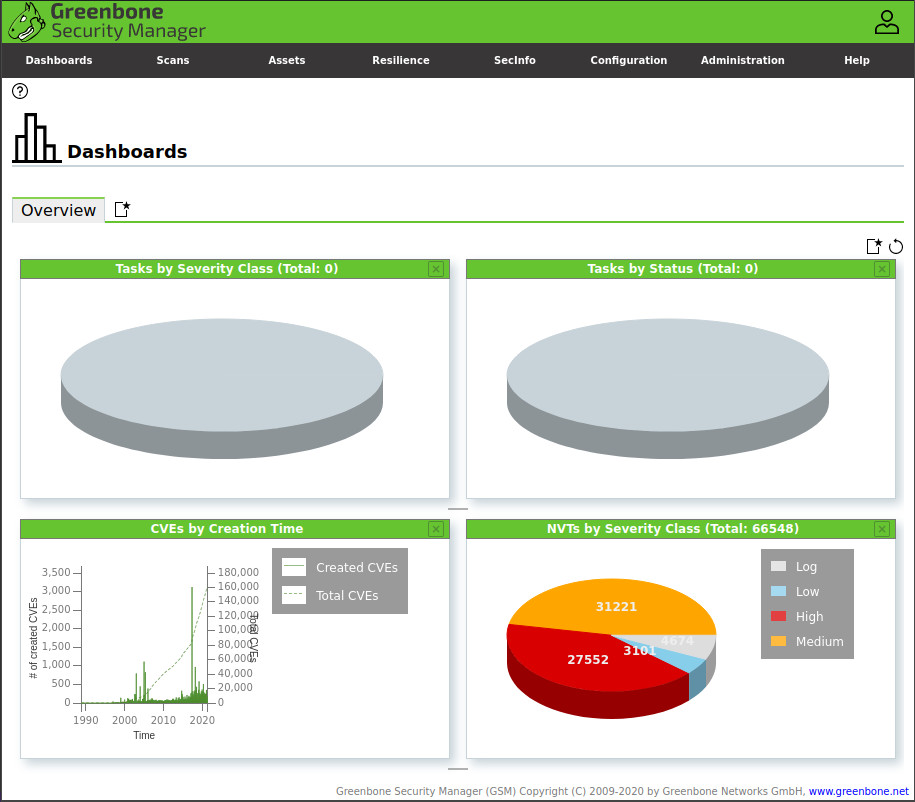 Greenbone
Security Manager
Dashboards Scans Assets Resilience SecInfo Configuration Administration Help
Dashboards
Overview
Tasks by Severity Class (Total: 0)
Tasks by Status (Total: 0)
CVEs by Creation Time
3,500
3,000
2,500
2,000
1,500
1,000
500
0
# of created CVEs
180,000
160,000
140,000
120,000
100,000
80,000
60,000
40,000
20,000
0
Total CVEs
1990 2000 2010 2020
Time
Created CVEs
Total CVEs
NVTs by Severity Class (Total: 66548)
31221
4674
3101
27552
Log
Low
High
Medium
Greenbone Security Manager (GSM) Copyright (C) 2009-2020 by Greenbone Networks GmbH, www.greenbone.net